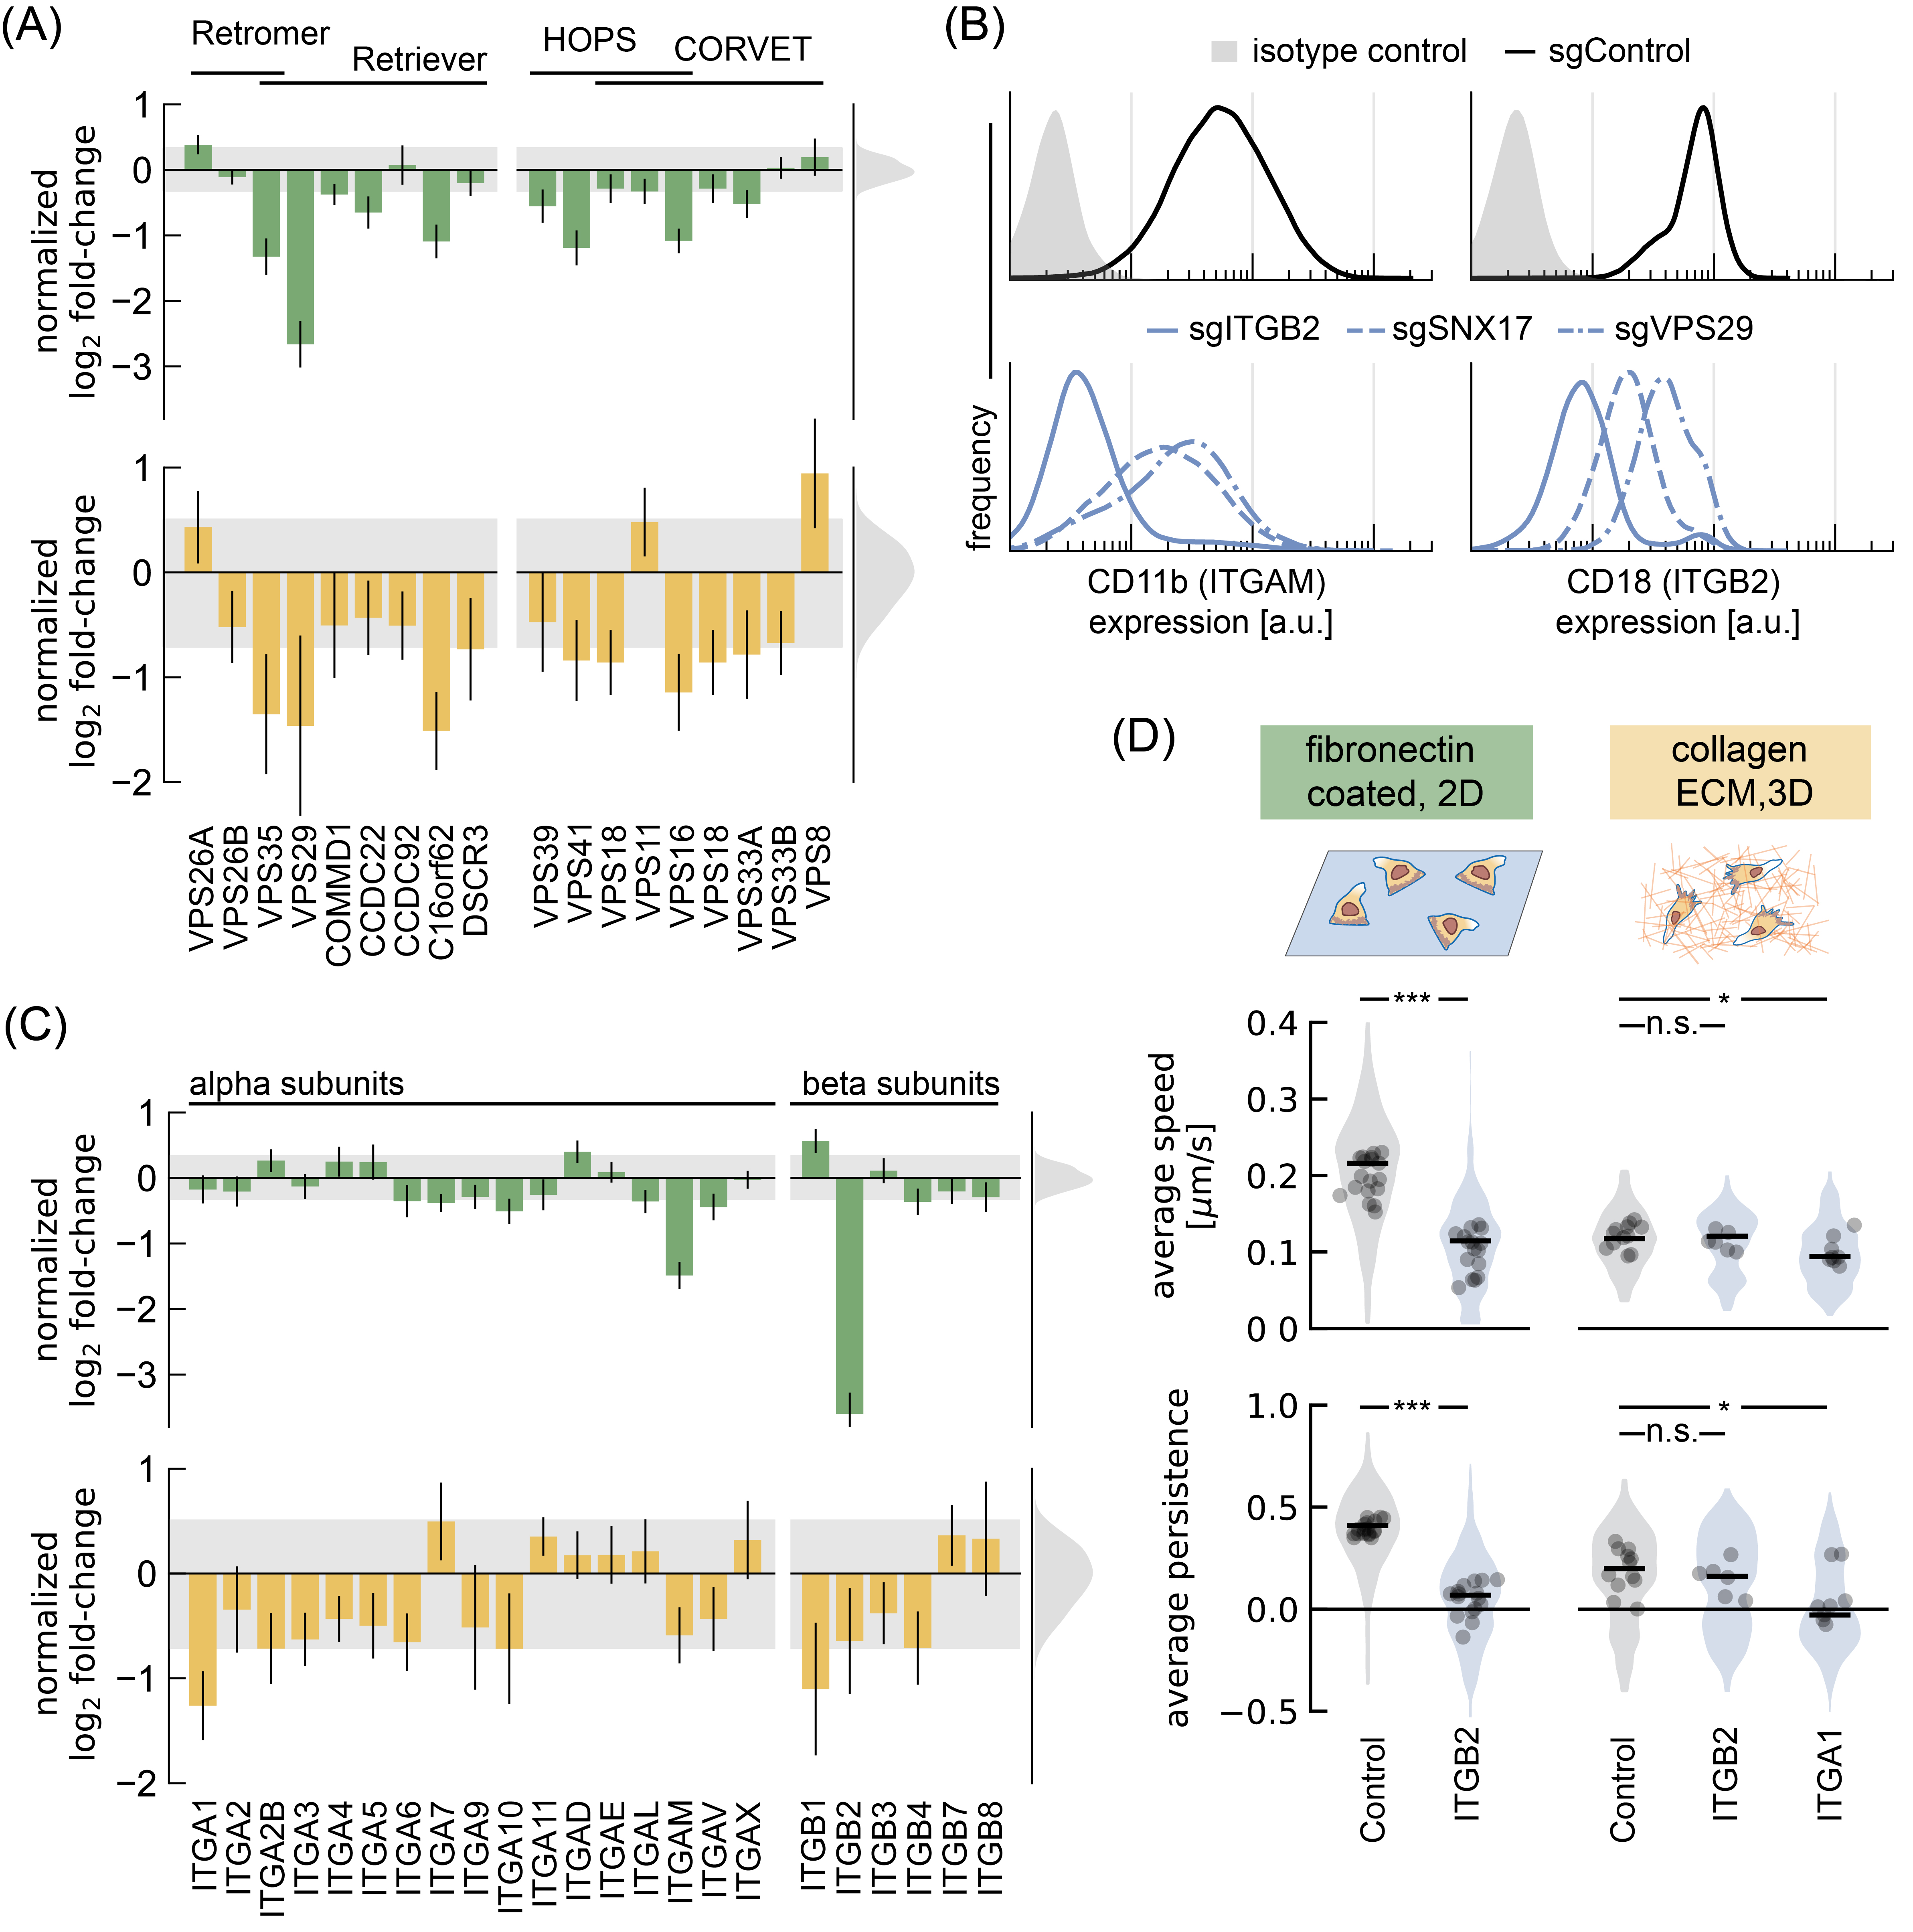 (A)
Retromer
Retriever
HOPS
CORVET
normalized
log₂ fold-change
1
0
−1
−2
−3
normalized
log₂ fold-change
1
0
−1
−2
VPS26A
VPS26B
VPS35
VPS29
COMMD1
CCDC22
CCDC92
C16orf62
DSCR3
VPS39
VPS41
VPS18
VPS11
VPS16
VPS18
VPS33A
VPS33B
VPS8
(B)
isotype control
sgControl
sgITGB2
sgSNX17
sgVPS29
frequency
CD11b (ITGAM)
expression [a.u.]
CD18 (ITGB2)
expression [a.u.]
(C)
alpha subunits
beta subunits
normalized
log₂ fold-change
1
0
−1
−2
−3
normalized
log₂ fold-change
1
0
−1
−2
ITGA1
ITGA2
ITGA2B
ITGA3
ITGA4
ITGA5
ITGA6
ITGA7
ITGA9
ITGA10
ITGA11
ITGAD
ITGAE
ITGAL
ITGAM
ITGAV
ITGAX
ITGB1
ITGB2
ITGB3
ITGB4
ITGB7
ITGB8
(D)
fibronectin
coated, 2D
collagen
ECM,3D
average speed
[μm/s]
0.4
0.3
0.2
0.1
0 0
***
*
n.s.
average persistence
1.0
0.5
0.0
−0.5
***
*
n.s.
Control
ITGB2
Control
ITGB2
ITGA1